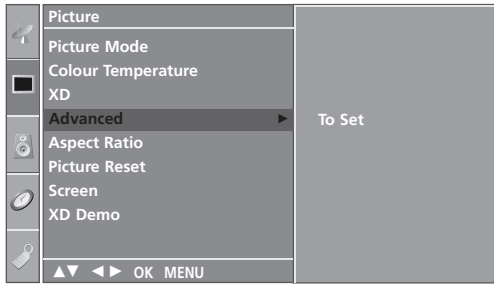 Picture
Picture Mode
Colour Temperature
XD
Advanced ► To Set
Aspect Ratio
Picture Reset
Screen
XD Demo
▲▼ ◄► OK MENU